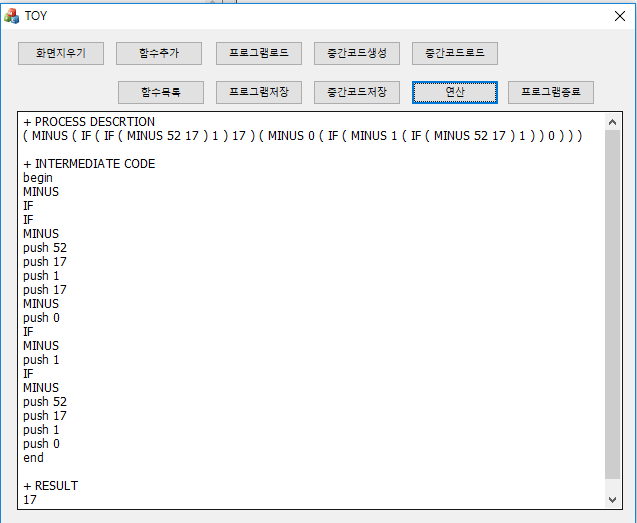 TOY
화면지우기 함수추가 프로그램로드 중간코드생성 중간코드로드
함수목록 프로그램저장 중간코드저장 연산 프로그램종료
+ PROCESS DESCRTION
( MINUS ( IF ( IF ( MINUS 52 17 ) 1 ) 17 ) ( MINUS 0 ( IF ( MINUS 1 ( IF ( MINUS 52 17 ) 1 ) ) 0 ) ) )
+ INTERMEDIATE CODE
begin
MINUS
IF
IF
MINUS
push 52
push 17
push 1
push 17
MINUS
push 0
IF
MINUS
push 1
IF
MINUS
push 52
push 17
push 1
push 0
end
+ RESULT
17